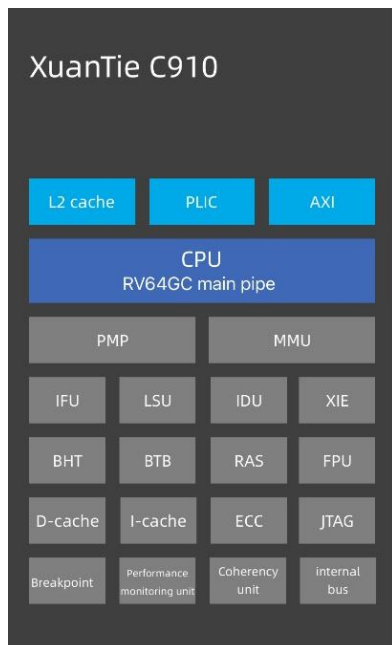 XuanTie C910
L2 cache
PLIC
AXI
CPU
RV64GC main pipe
PMP
MMU
IFU
LSU
IDU
XIE
BHT
BTB
RAS
FPU
D-cache
I-cache
ECC
JTAG
Breakpoint
Performance
monitoring unit
Coherency
unit
internal
bus